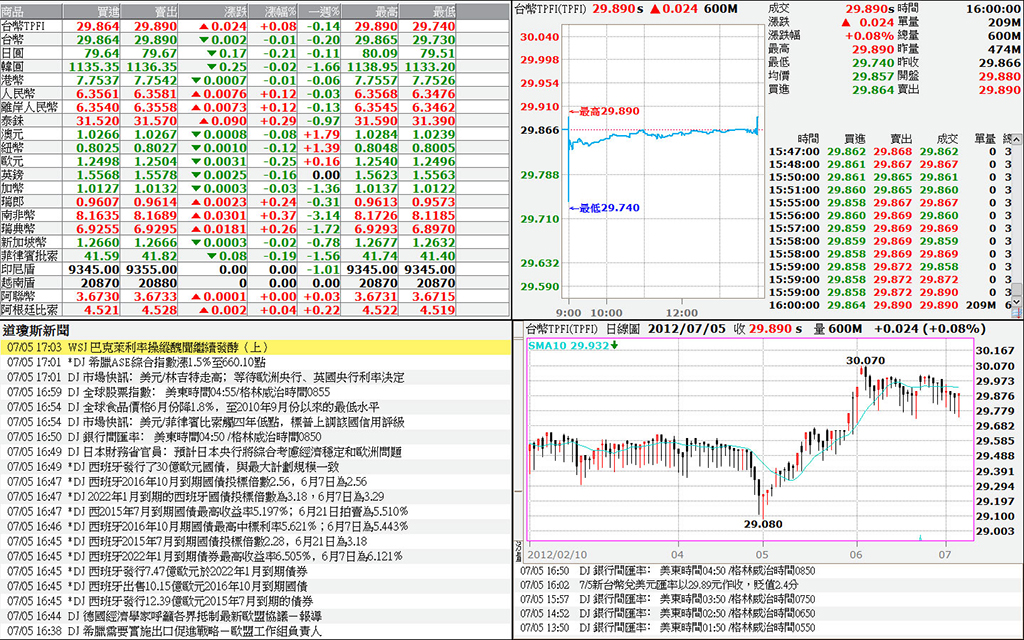 商品 買進 賣出 漲跌 漲幅% 一週% 最高 最低
台幣TPFI 29.864 29.890 ▲0.024 +0.08 -0.14 29.890 29.740
台幣 29.864 29.890 ▼0.002 -0.01 -0.20 29.865 29.730
日圓 79.64 79.67 ▼0.17 -0.21 -0.11 80.09 79.51
韓圓 1135.35 1136.35 ▼0.25 -0.02 -1.66 1138.95 1133.20
港幣 7.7537 7.7542 ▼0.0007 -0.01 -0.06 7.7557 7.7526
人民幣 6.3561 6.3581 ▲0.0076 +0.12 -0.03 6.3568 6.3476
離岸人民幣 6.3540 6.3558 ▲0.0073 +0.12 -0.13 6.3545 6.3462
泰銖 31.520 31.570 ▲0.090 +0.29 -0.97 31.590 31.390
澳元 1.0266 1.0267 ▼0.0008 -0.08 +1.79 1.0284 1.0239
紐幣 0.8025 0.8027 ▼0.0010 -0.12 +1.39 0.8048 0.8005
歐元 1.2498 1.2504 ▼0.0031 -0.25 +0.16 1.2540 1.2496
英鎊 1.5568 1.5578 ▼0.0025 -0.16 0.00 1.5623 1.5563
加幣 1.0127 1.0132 ▼0.0003 -0.03 -1.36 1.0137 1.0122
瑞郎 0.9607 0.9614 ▲0.0023 +0.24 -0.31 0.9613 0.9573
南非幣 8.1635 8.1689 ▲0.0301 +0.37 -3.14 8.1726 8.1185
瑞典幣 6.9255 6.9295 ▲0.0181 +0.26 -1.72 6.9293 6.8970
新加坡幣 1.2660 1.2666 ▼0.0003 -0.02 -0.78 1.2677 1.2632
菲律賓批索 41.59 41.82 ▼0.08 -0.19 -1.56 41.74 41.40
印尼盾 9345.00 9355.00 0.00 0.00 -1.01 9345.00 9345.00
越南盾 20870 20880 0 0.00 0.00 20870 20870
阿聯幣 3.6730 3.6733 ▲0.0001 +0.00 +0.03 3.6731 3.6715
阿根廷比索 4.521 4.528 ▲0.002 +0.04 +0.22 4.522 4.519
台幣TPFI(TPFI) 29.890s ▲0.024 600M
30.040
29.998
29.954
29.910
29.866
29.788
29.710
29.632
29.590
←最高29.890
←最低29.740
9:00 10:00 12:00
成交 29.890s 時間 16:00:00
漲跌 ▲ 0.024 單量 209M
漲跌幅 +0.08% 總量 600M
最高 29.890 昨量 474M
最低 29.740 昨收 29.866
均價 29.857 開盤 29.880
買進 29.864 賣出 29.890
時間 買進 賣出 成交 單量
15:47:00 29.862 29.868 29.862 0 3
15:48:00 29.861 29.867 29.867 0 3
15:50:00 29.861 29.865 29.861 0 3
15:51:00 29.860 29.865 29.860 0 3
15:55:00 29.858 29.867 29.867 0 3
15:56:00 29.860 29.869 29.860 0 3
15:57:00 29.859 29.869 29.869 0 3
15:58:00 29.859 29.869 29.859 0 3
15:58:00 29.859 29.869 29.869 0 3
15:59:00 29.858 29.872 29.858 0 3
15:59:00 29.858 29.872 29.872 0 3
15:59:00 29.858 29.872 29.890 0 3
16:00:00 29.864 29.890 29.890 209M 6
道瓊斯新聞
07/05 17:03 WSJ 巴克萊利率操縱醜聞繼續發酵（上）
07/05 17:01 *DJ 希臘ASE綜合指數漲1.5%至660.10點
07/05 17:01 DJ 市場快訊： 美元/林吉特走高；等待歐洲央行、英國央行利率決定
07/05 16:59 DJ 全球股票指數： 美東時間04:55/格林威治時間0855
07/05 16:54 DJ 全球食品價格6月份降1.8%，至2010年9月份以來的最低水平
07/05 16:54 DJ 市場快訊：美元/菲律賓比索觸四年低點，標普上調該國信用評級
07/05 16:50 DJ 銀行間匯率： 美東時間04:50 /格林威治時間0850
07/05 16:49 DJ 日本財務省官員：預計日本央行將綜合考慮經濟穩定和歐洲問題
07/05 16:49 *DJ 西班牙發行了30億歐元國債，與最大計劃規模一致
07/05 16:47 *DJ 西班牙2016年10月到期國債投標倍數2.56，6月7日為2.56
07/05 16:47 *DJ2022年1月到期的西班牙國債投標倍數為3.18，6月7日為3.29
07/05 16:47 *DJ 西2015年7月到期國債最高收益率5.197%；6月21日拍賣為5.510%
07/05 16:46 *DJ 西班牙2016年10月期國債最高中標利率5.621%；6月7日為5.443%
07/05 16:45 *DJ 西班牙2015年7月到期國債投標倍數2.28，6月21日為3.18
07/05 16:45 *DJ 西班牙2022年1月到期債券最高收益率6.505%，6月7日為6.121%
07/05 16:45 *DJ 西班牙發行7.47億歐元於2022年1月到期債券
07/05 16:45 *DJ 西班牙出售10.15億歐元2016年10月到期國債
07/05 16:45 *DJ 西班牙發行12.39億歐元2015年7月到期的債券
07/05 16:44 DJ 德國經濟學家呼籲各界抵制最新歐盟協議－報導
07/05 16:38 DJ 希臘需要實施出口促進戰略－歐盟工作組負責人
台幣TPFI(TPFI) 日線圖 2012/07/05 收 29.890 s 量 600M +0.024 (+0.08%)
SMA10 29.932↓
30.070
29.080
30.167
30.070
29.973
29.876
29.779
29.682
29.585
29.488
29.391
29.294
29.197
29.100
29.003
2012/02/10 04 05 06 07
07/05 16:50 DJ 銀行間匯率： 美東時間04:50 /格林威治時間0850
07/05 16:02 7/5新台幣兌美元匯率以29.89元作收，貶值2.4分
07/05 15:57 DJ 銀行間匯率： 美東時間03:50 /格林威治時間0750
07/05 14:52 DJ 銀行間匯率： 美東時間02:50 /格林威治時間0650
07/05 13:50 DJ 銀行間匯率： 美東時間01:50 /格林威治時間0550